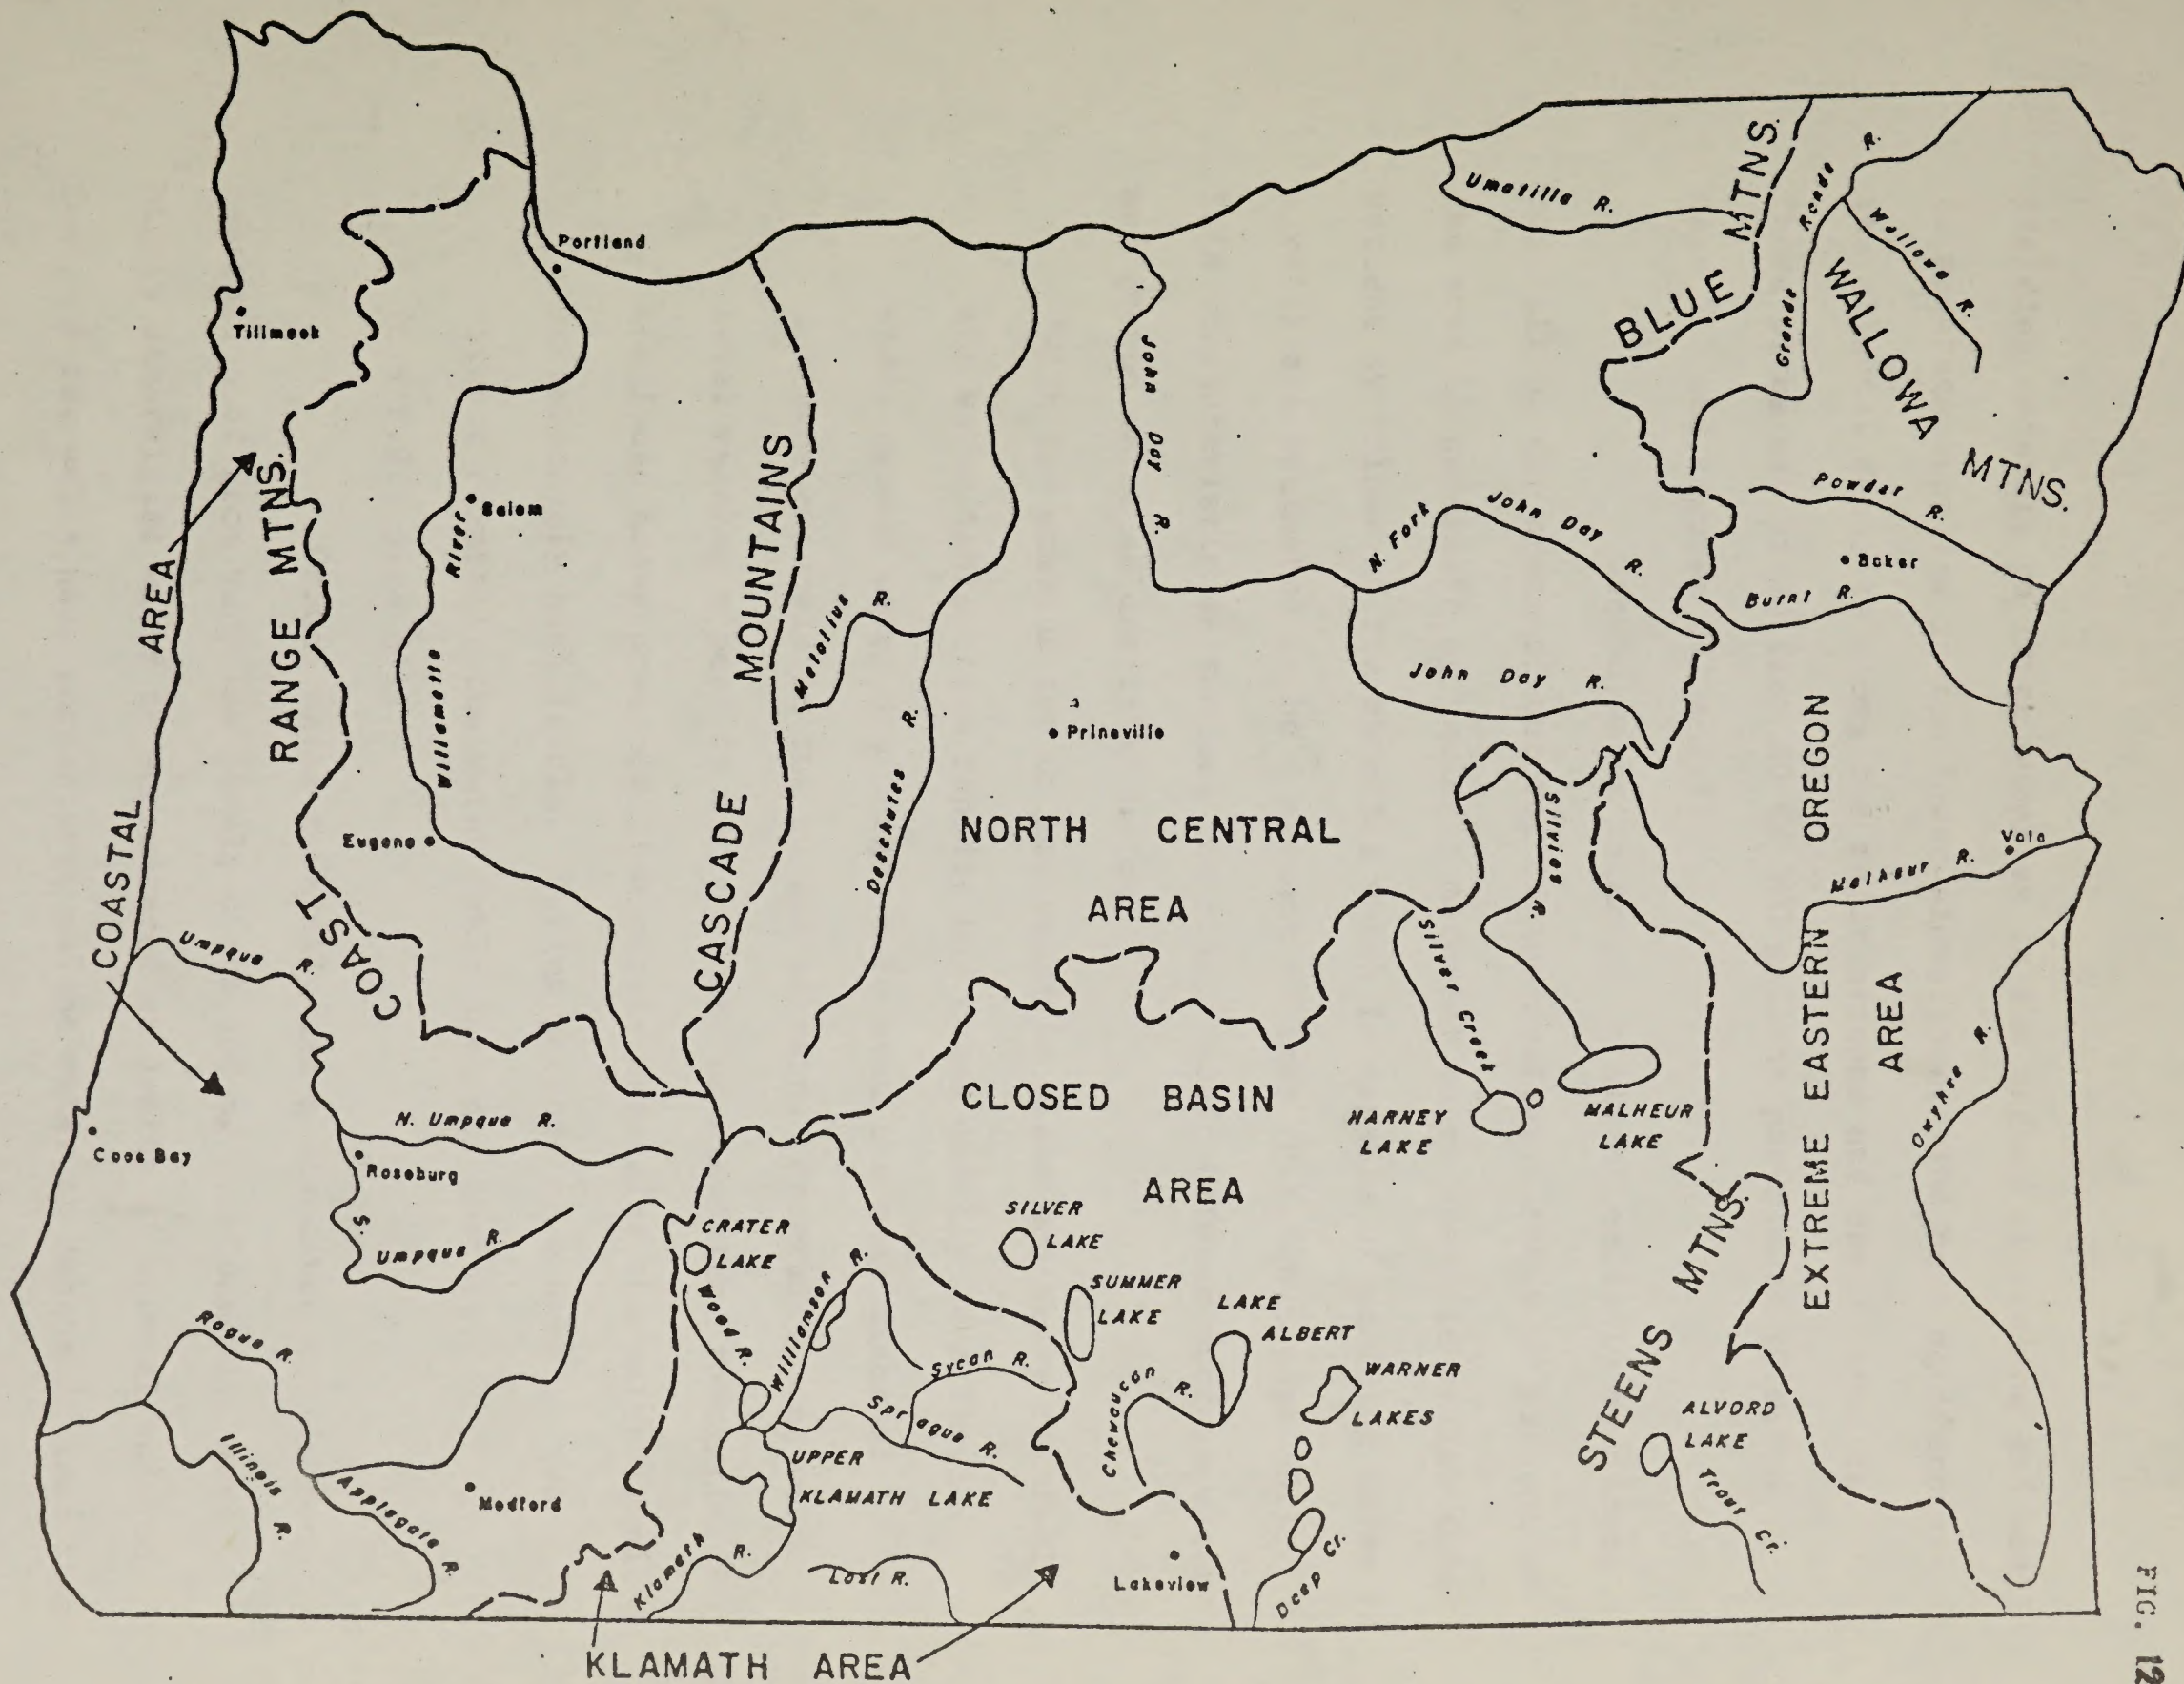 Portland
Tillmook
Umatilla R.
BLUE MTNS.
Grande Ronde R.
Wallowa R.
WALLOWA MTNS.
John Day R.
N. Fork John Day R.
Powder R.
Baker
Burnt R.
John Day R.
Salem
Willamette River
COAST RANGE MTNS.
COASTAL AREA
CASCADE MOUNTAINS
Metolius R.
Deschutes R.
Prineville
NORTH CENTRAL
AREA
Eugene
Silvies R.
Silver Creek
EXTREME EASTERN OREGON
AREA
Malheur R.
Vale
Owyhee R.
Umpqua R.
N. Umpqua R.
Coos Bay
Roseburg
S. Umpqua R.
CLOSED BASIN
AREA
HARNEY
LAKE
MALHEUR
LAKE
CRATER
LAKE
SILVER
LAKE
SUMMER
LAKE
LAKE
ALBERT
WARNER
LAKES
Wood R.
Williamson R.
Sycan R.
Sprague R.
Chewaucan R.
STEENS MTNS.
ALVORD
LAKE
Trout Cr.
Rogue R.
Illinois R.
Applegate R.
Medford
UPPER
KLAMATH LAKE
Klamath R.
Lost R.
Lakeview
Deep Cr.
KLAMATH AREA
FIG. 12